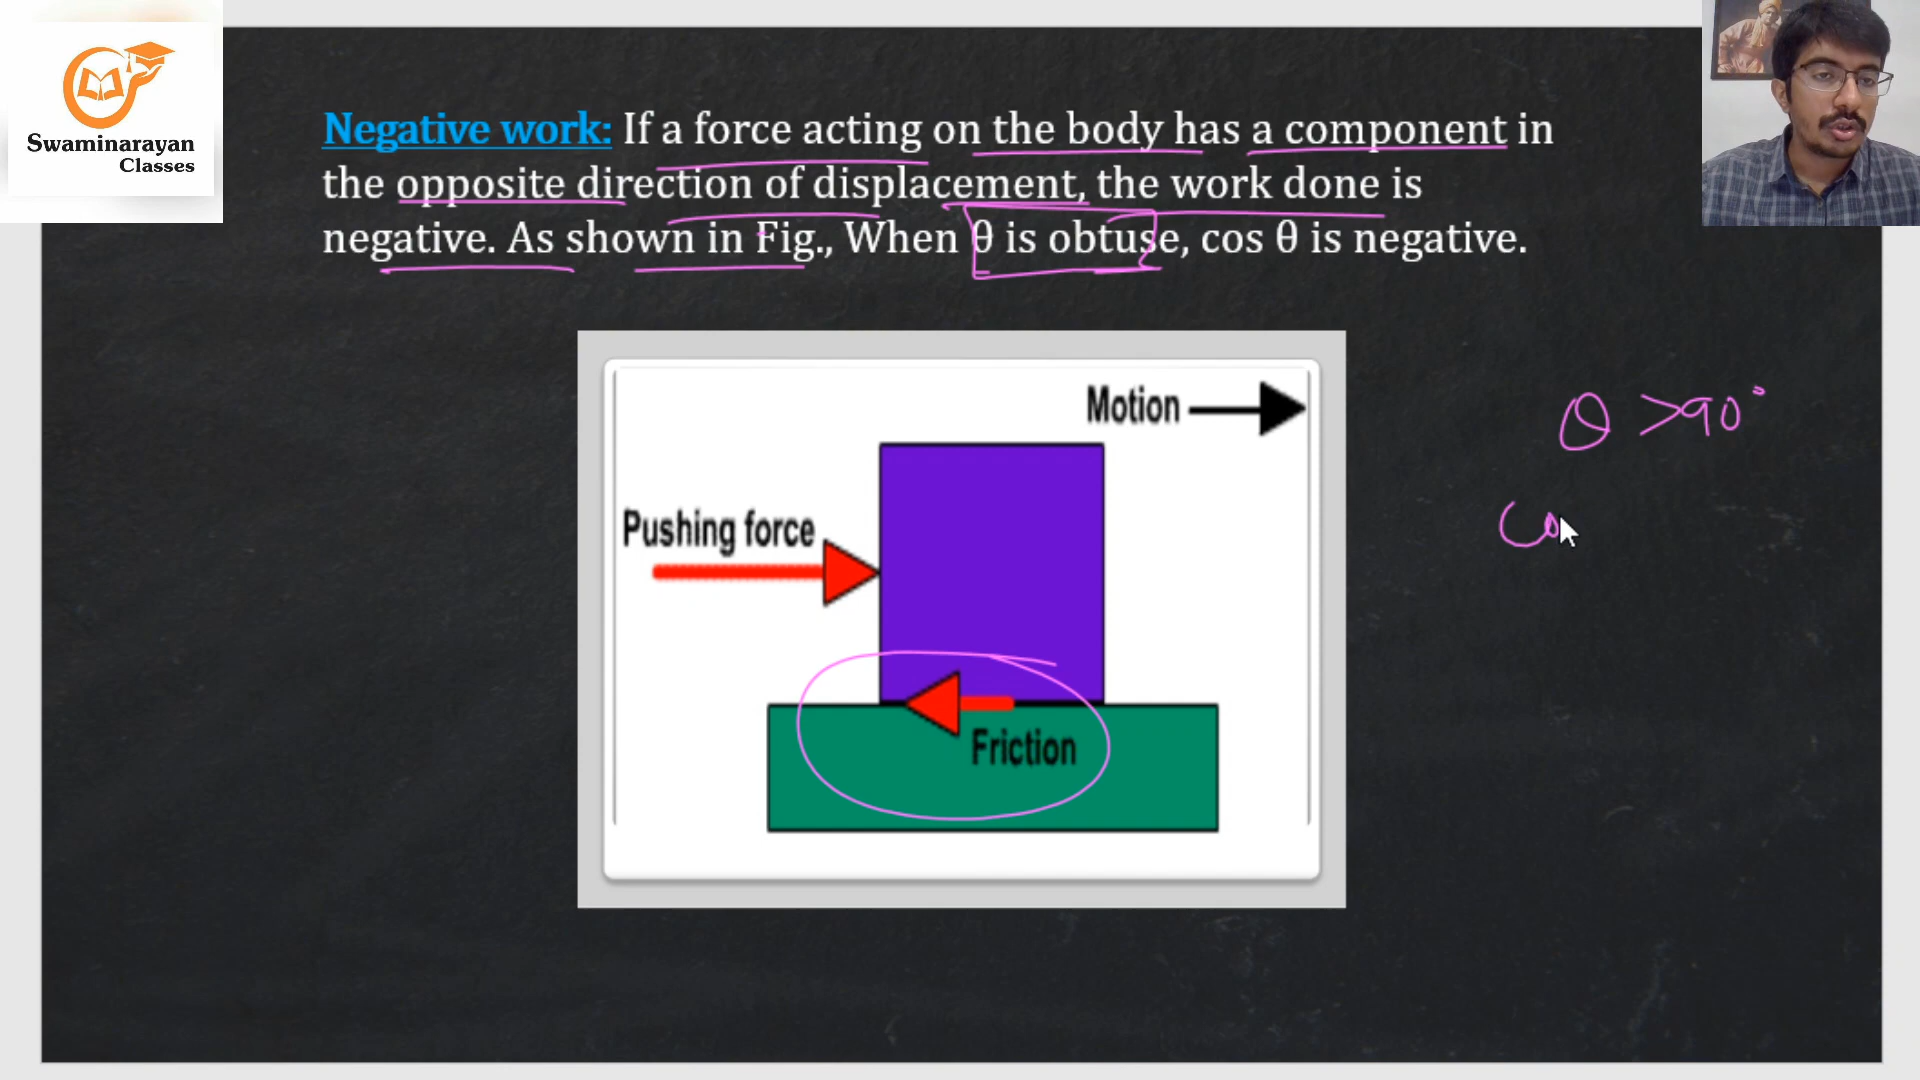 Swaminarayan
Classes
Negative work: If a force acting on the body has a component in
the opposite direction of displacement, the work done is
negative. As shown in Fig., When θ is obtuse, cos θ is negative.
Motion
θ >90°
Pushing force
Co
Friction